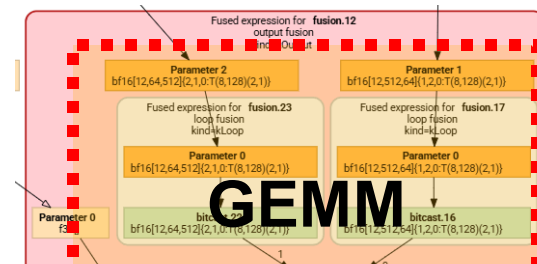 Fused expression for fusion.12
output fusion
Parameter 2
bf16[12,64,512]{2,1,0:T(8,128)(2,1)}
Parameter 1
bf16[12,512,64]{1,2,0:T(8,128)(2,1)}
Fused expression for fusion.23
loop fusion
kind=kLoop
Fused expression for fusion.17
loop fusion
kind=kLoop
Parameter 0
bf16[12,64,512]{2,1,0:T(8,128)(2,1)}
Parameter 0
bf16[12,512,64]{1,2,0:T(8,128)(2,1)}
GEMM
Parameter 0
bf16[12,64,512]{2,1,0:T(8,128)(2,1)}
bitcast.16
bf16[12,512,64]{1,2,0:T(8,128)(2,1)}
1